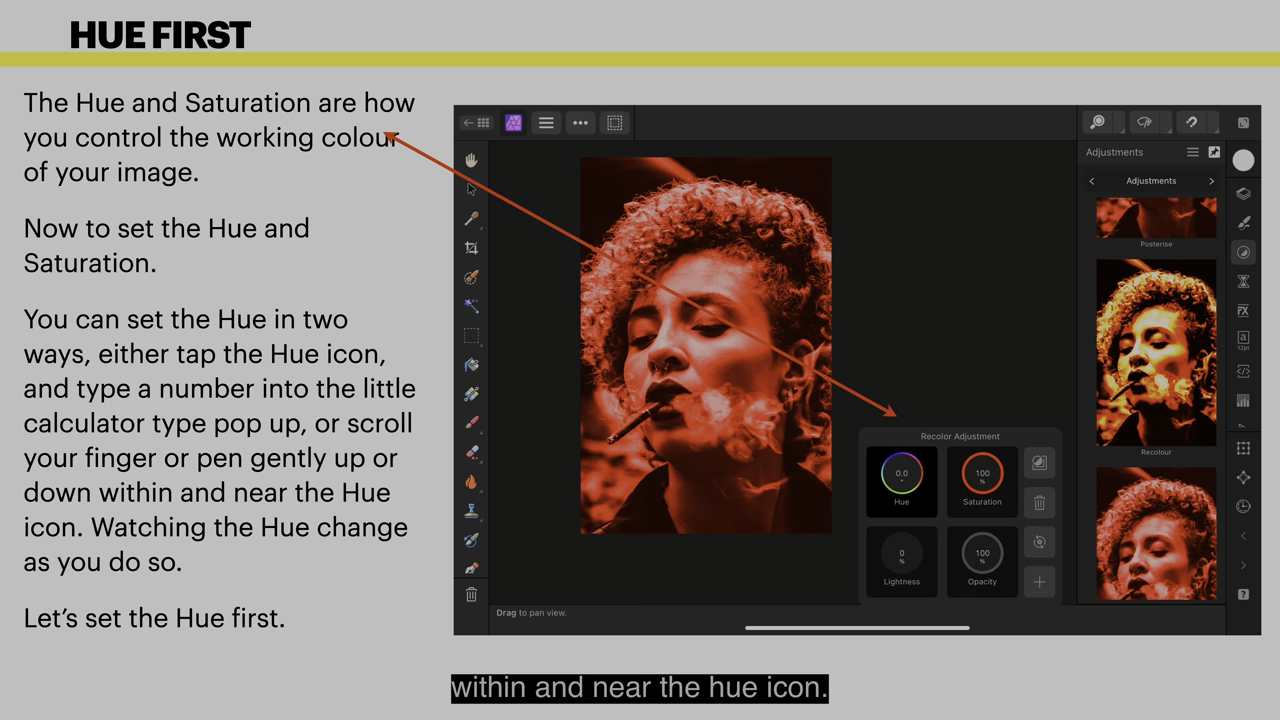 HUE FIRST
The Hue and Saturation are how
you control the working colour
of your image.
Now to set the Hue and
Saturation.
You can set the Hue in two
ways, either tap the Hue icon,
and type a number into the little
calculator type pop up, or scroll
your finger or pen gently up or
down within and near the Hue
icon. Watching the Hue change
as you do so.
Let's set the Hue first.
Adjustments
Adjustments
Posterise
Recolour
FX
a
12pt
Recolor Adjustment
0.0
°
Hue
100
%
Saturation
0
%
Lightness
100
%
Opacity
Drag to pan view.
?
within and near the hue icon.